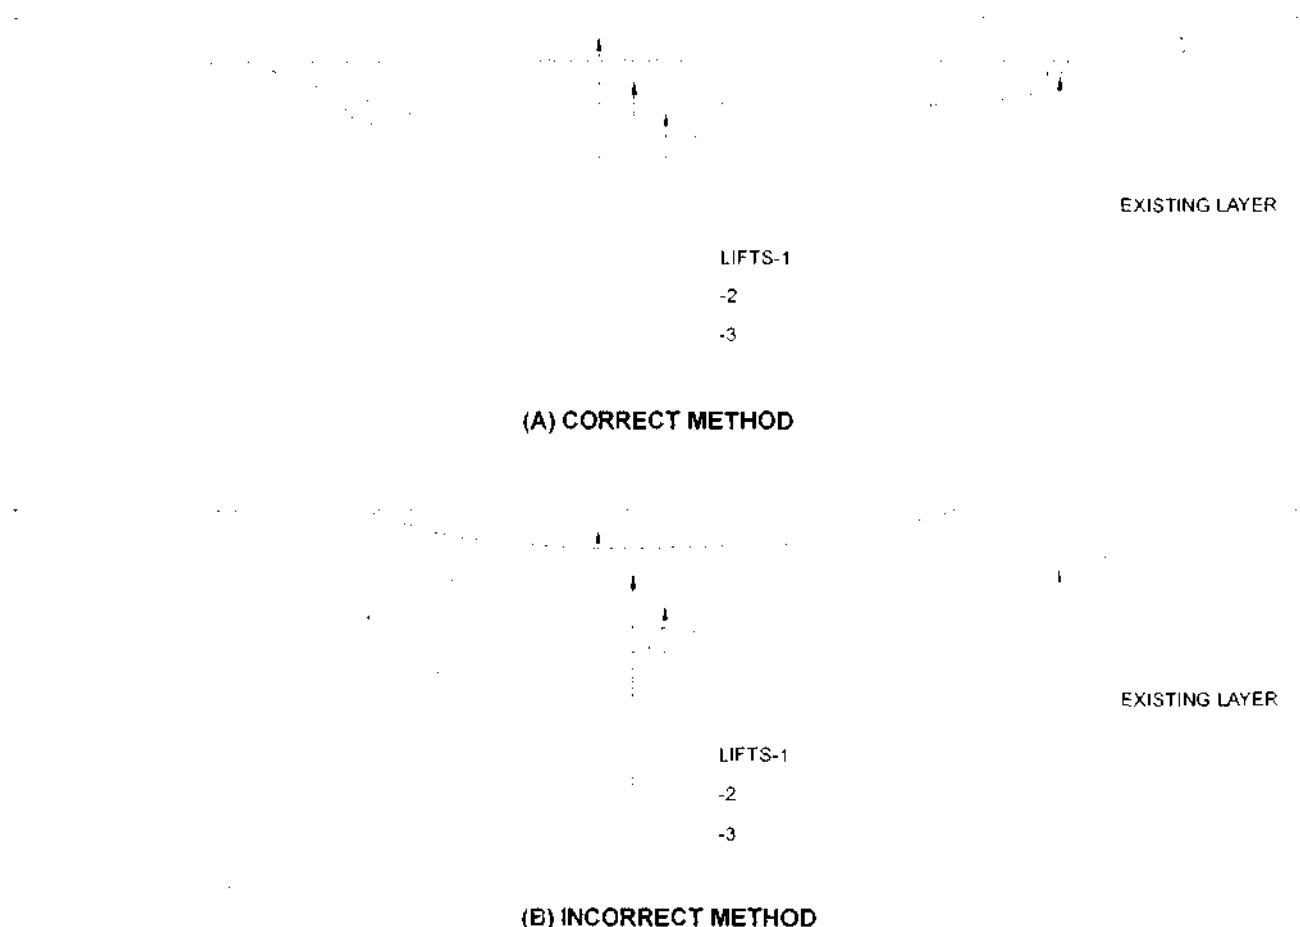 EXISTING LAYER
LIFTS-1
-2
-3
(A) CORRECT METHOD
EXISTING LAYER
LIFTS-1
-2
-3
(B) INCORRECT METHOD